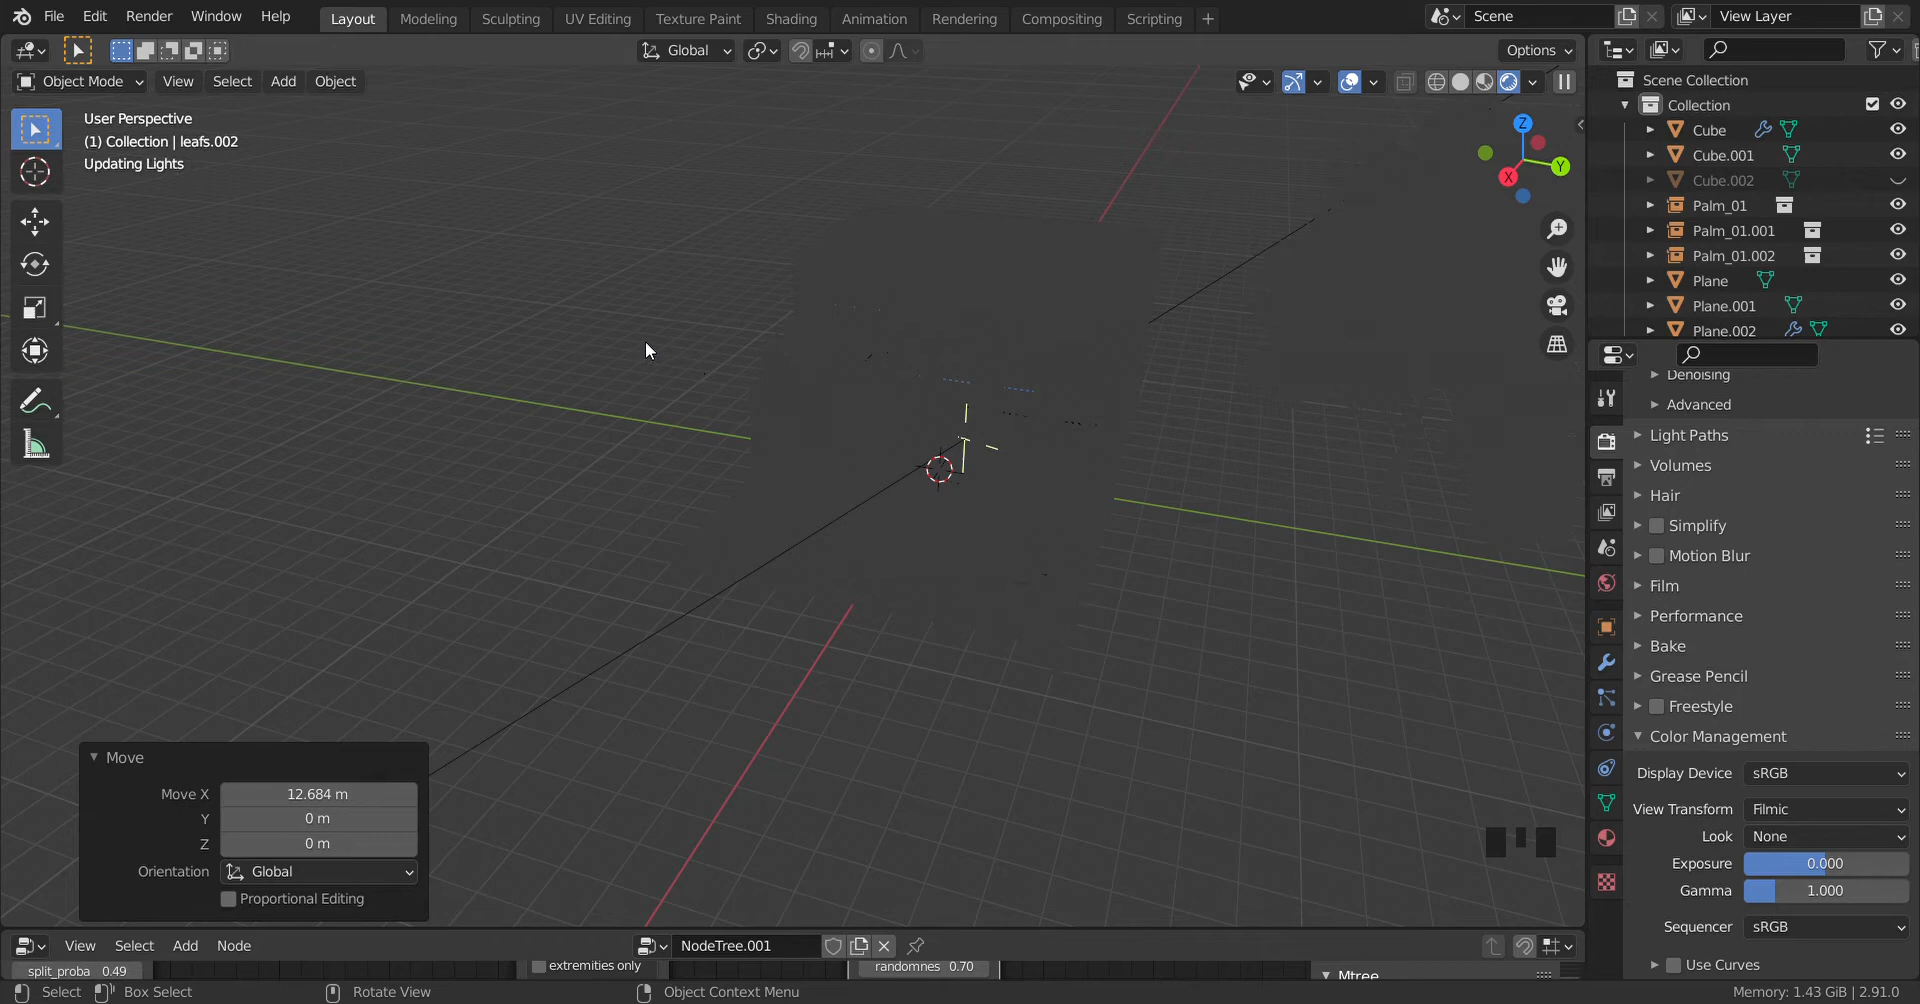 File Edit Render Window Help Layout Modeling Sculpting UV Editing Texture Paint Shading Animation Rendering Compositing Scripting + Scene View Layer
Global Options
Object Mode View Select Add Object
User Perspective
(1) Collection | leafs.002
Updating Lights
Z
Y
X
Scene Collection
Collection
Cube
Cube.001
Cube.002
Palm_01
Palm_01.001
Palm_01.002
Plane
Plane.001
Plane.002
Denoising
Advanced
Light Paths
Volumes
Hair
Simplify
Motion Blur
Film
Performance
Bake
Grease Pencil
Freestyle
Color Management
Display Device sRGB
View Transform Filmic
Look None
Exposure 0.000
Gamma 1.000
Sequencer sRGB
Use Curves
Move
Move X 12.684 m
Y 0 m
Z 0 m
Orientation Global
Proportional Editing
View Select Add Node NodeTree.001
split_proba 0.49 extremities only randomnes 0.70 Mtree
Select Box Select Rotate View Object Context Menu Memory: 1.43 GiB | 2.91.0